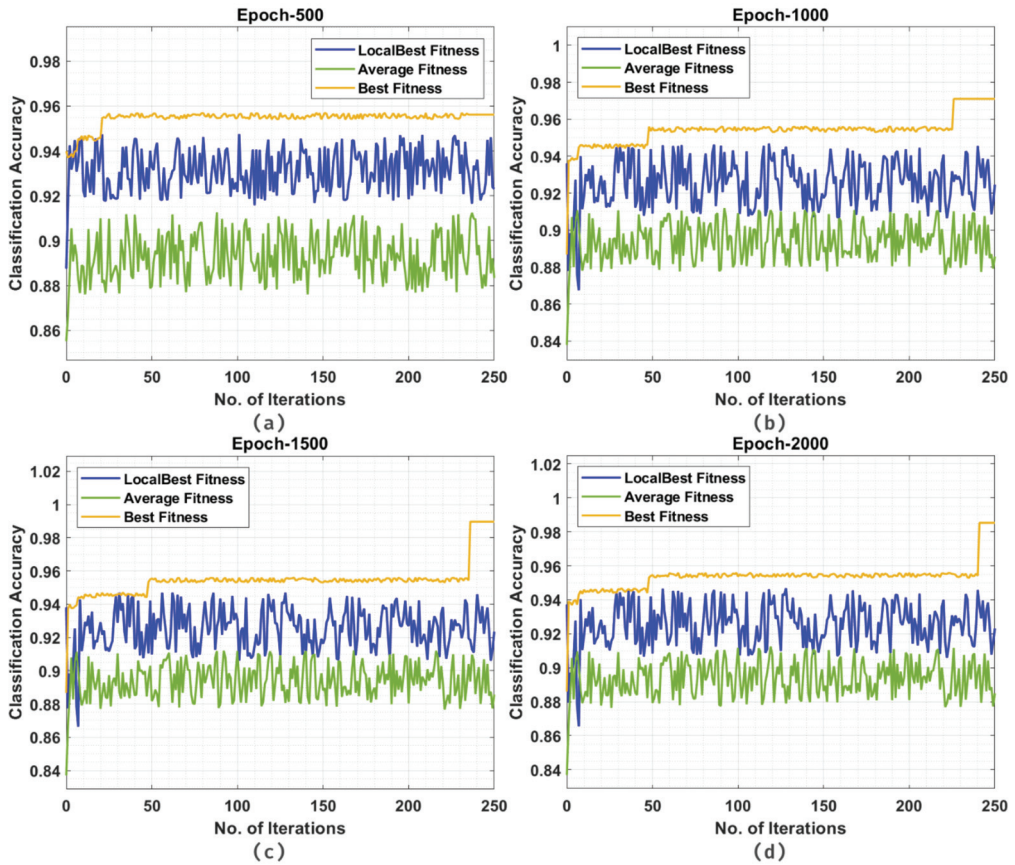 Epoch-500
Classification Accuracy
0.98
0.96
0.94
0.92
0.9
0.88
0.86
LocalBest Fitness
Average Fitness
Best Fitness
0 50 100 150 200 250
No. of Iterations
(a)
Epoch-1000
Classification Accuracy
1
0.98
0.96
0.94
0.92
0.9
0.88
0.86
0.84
LocalBest Fitness
Average Fitness
Best Fitness
0 50 100 150 200 250
No. of Iterations
(b)
Epoch-1500
Classification Accuracy
1.02
1
0.98
0.96
0.94
0.92
0.9
0.88
0.86
0.84
LocalBest Fitness
Average Fitness
Best Fitness
0 50 100 150 200 250
No. of Iterations
(c)
Epoch-2000
Classification Accuracy
1.02
1
0.98
0.96
0.94
0.92
0.9
0.88
0.86
0.84
LocalBest Fitness
Average Fitness
Best Fitness
0 50 100 150 200 250
No. of Iterations
(d)